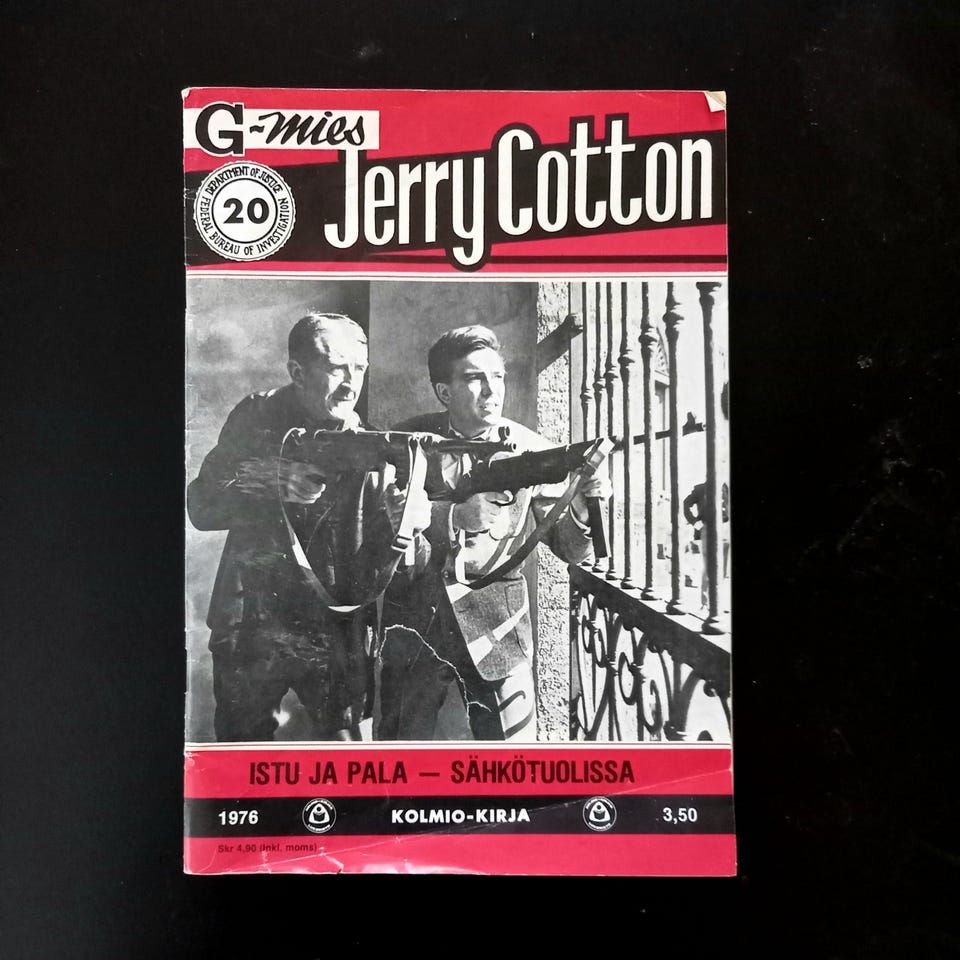 G-mies
Jerry Cotton
DEPARTMENT OF JUSTICE
20
FEDERAL BUREAU OF INVESTIGATION
ISTU JA PALA — SÄHKÖTUOLISSA
1976
KOLMIO-KIRJA
3,50
Skr 4,90 (inkl. moms)